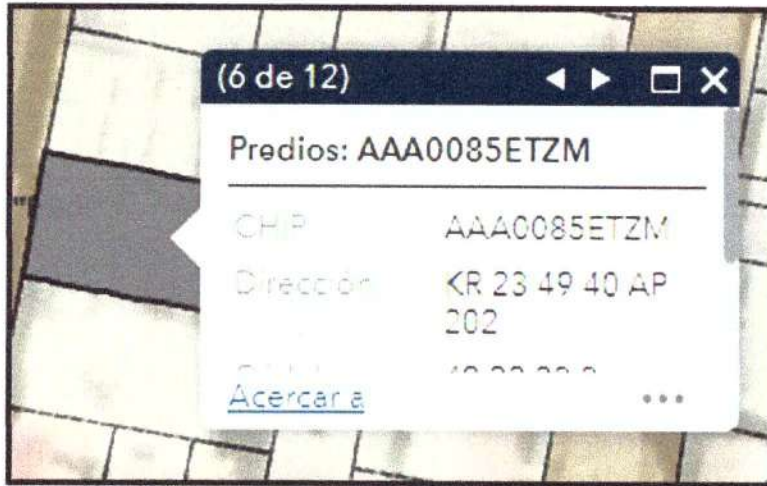 (6 de 12)
Predios: AAA0085ETZM
CHIP AAA0085ETZM
Dirección KR 23 49 40 AP
202
Acercar a